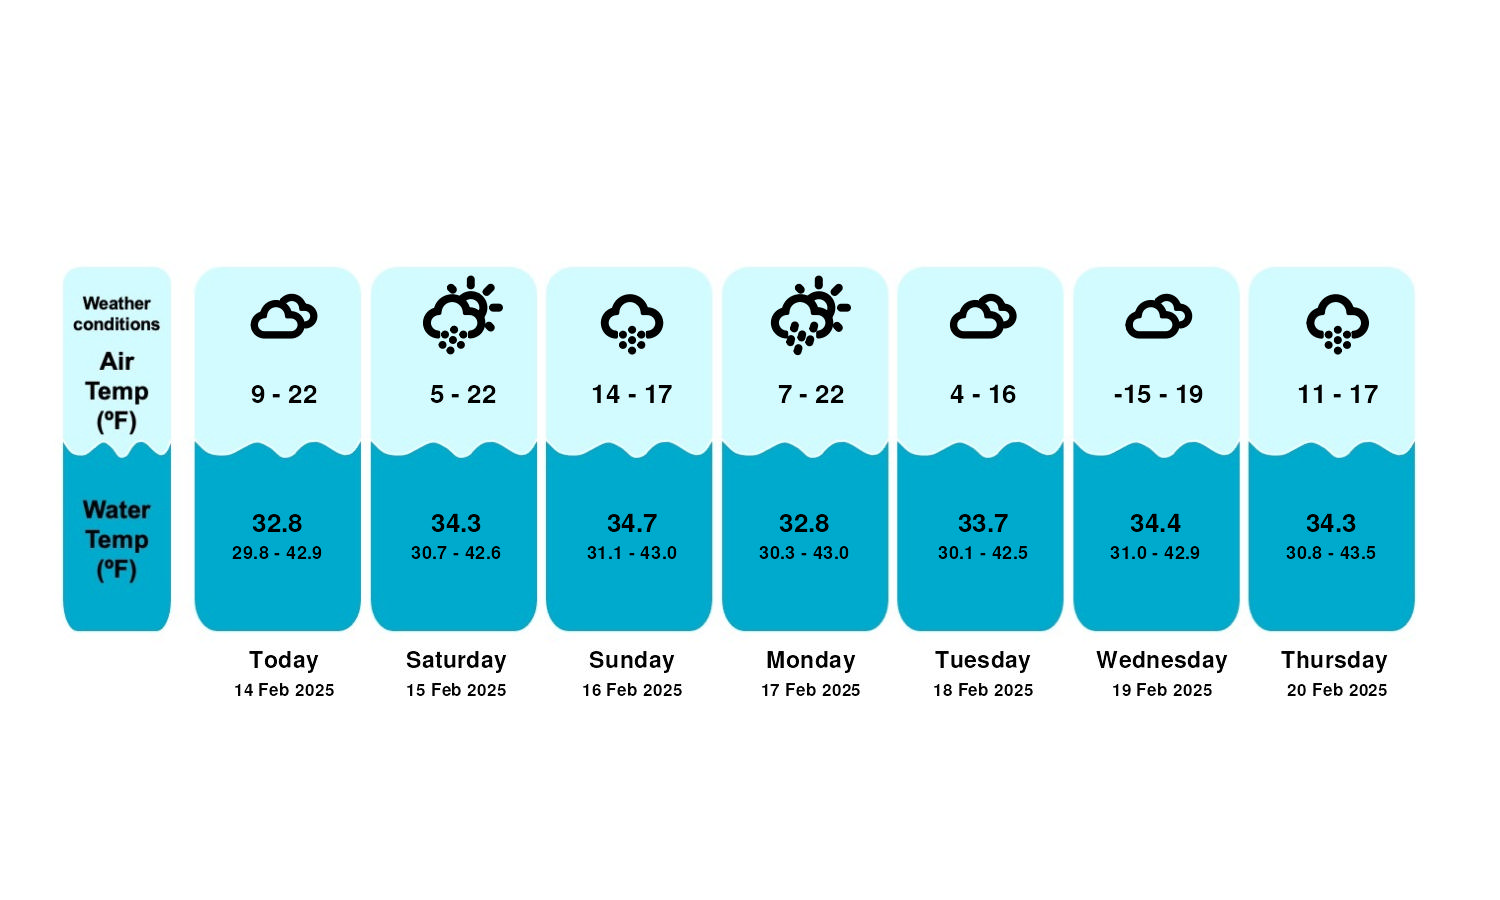 Weather
conditions
Air
Temp
(ºF)
Water
Temp
(ºF)
9 - 22
32.8
29.8 - 42.9
Today
14 Feb 2025
5 - 22
34.3
30.7 - 42.6
Saturday
15 Feb 2025
14 - 17
34.7
31.1 - 43.0
Sunday
16 Feb 2025
7 - 22
32.8
30.3 - 43.0
Monday
17 Feb 2025
4 - 16
33.7
30.1 - 42.5
Tuesday
18 Feb 2025
-15 - 19
34.4
31.0 - 42.9
Wednesday
19 Feb 2025
11 - 17
34.3
30.8 - 43.5
Thursday
20 Feb 2025